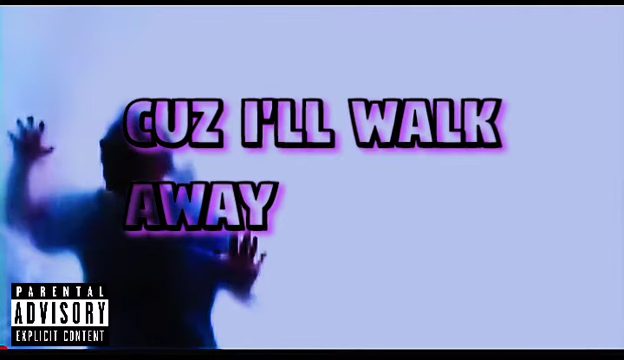 CUZ I'LL WALK
AWAY
PARENTAL
ADVISORY
EXPLICIT CONTENT